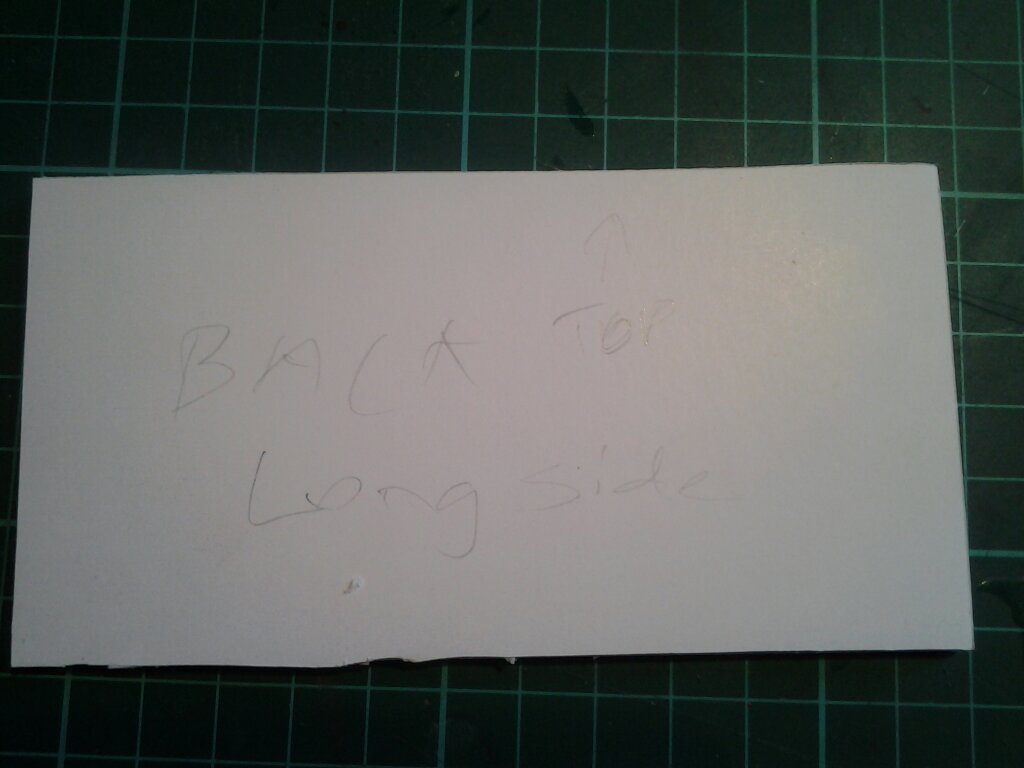 ↑
BACK TOP
Long side